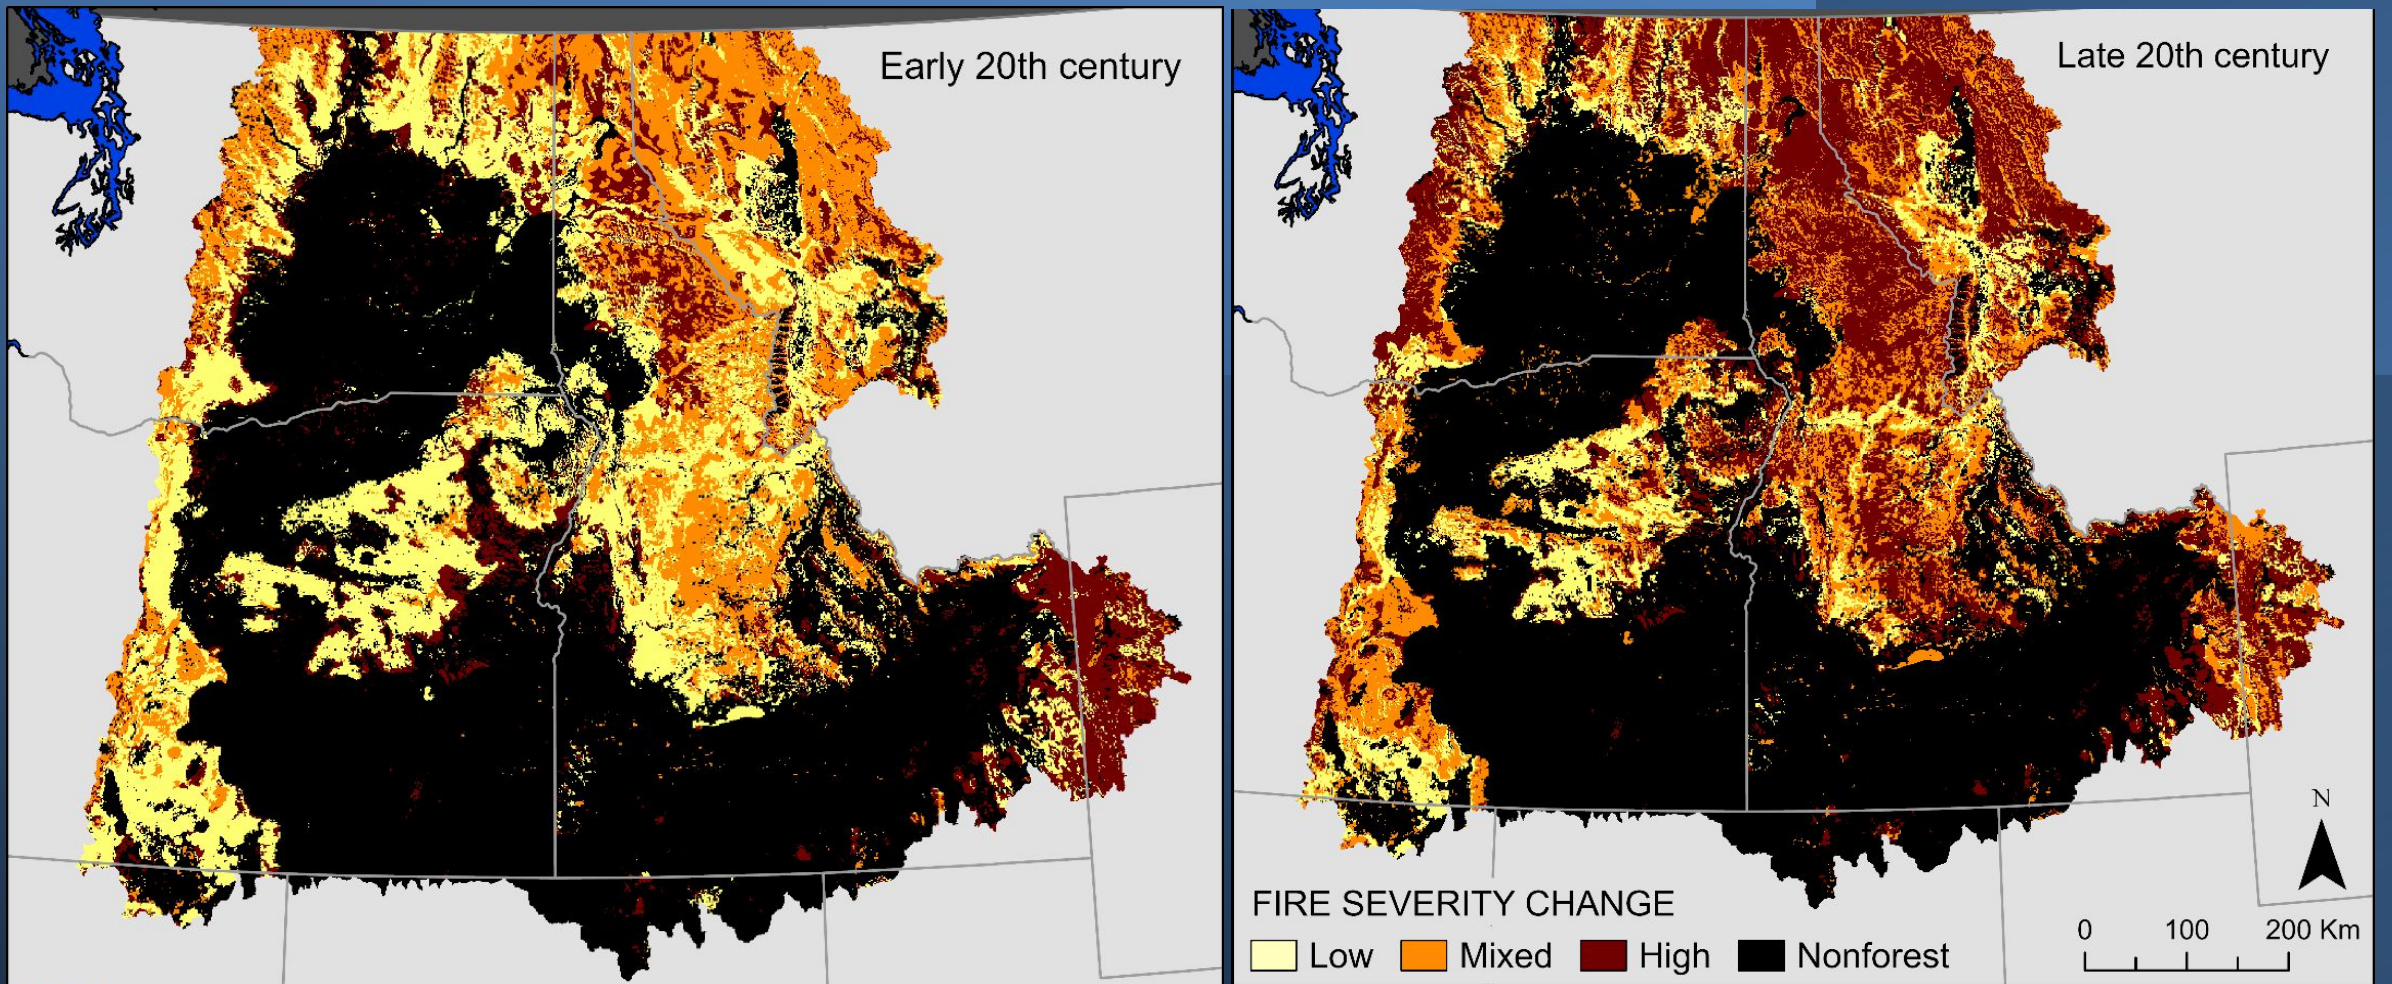 Early 20th century
Late 20th century
N
FIRE SEVERITY CHANGE
0 100 200 Km
Low Mixed High Nonforest